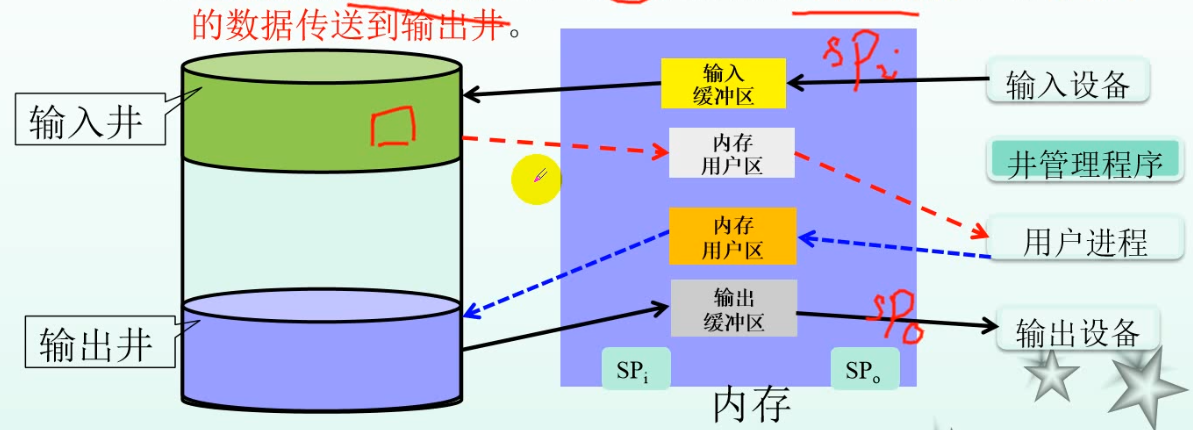 的数据传送到输出井。
SPi
输入
缓冲区
输入设备
输入井
内存
用户区
井管理程序
内存
用户区
用户进程
输出
缓冲区
SPo
输出井
输出设备
SPi
SPo
内存